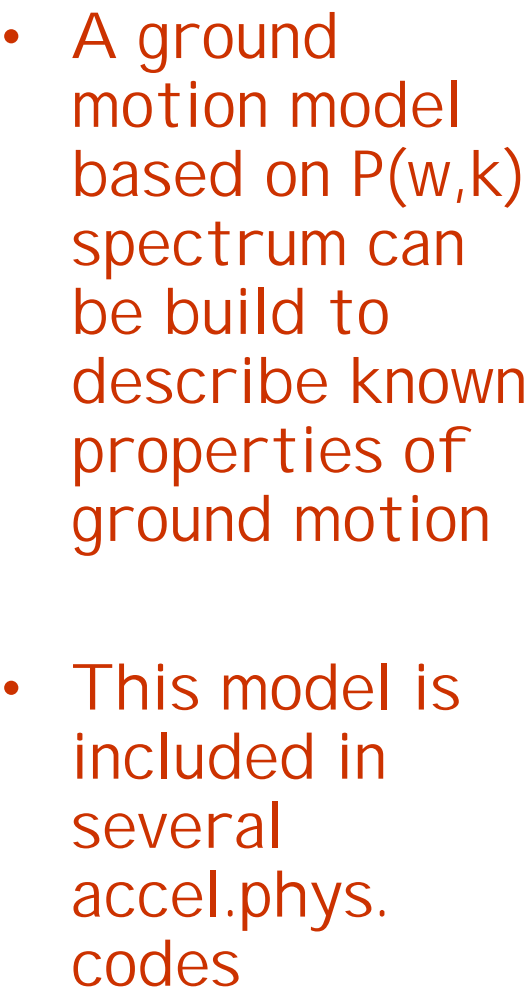 • A ground
motion model
based on P(w,k)
spectrum can
be build to
describe known
properties of
ground motion
• This model is
included in
several
accel.phys.
codes